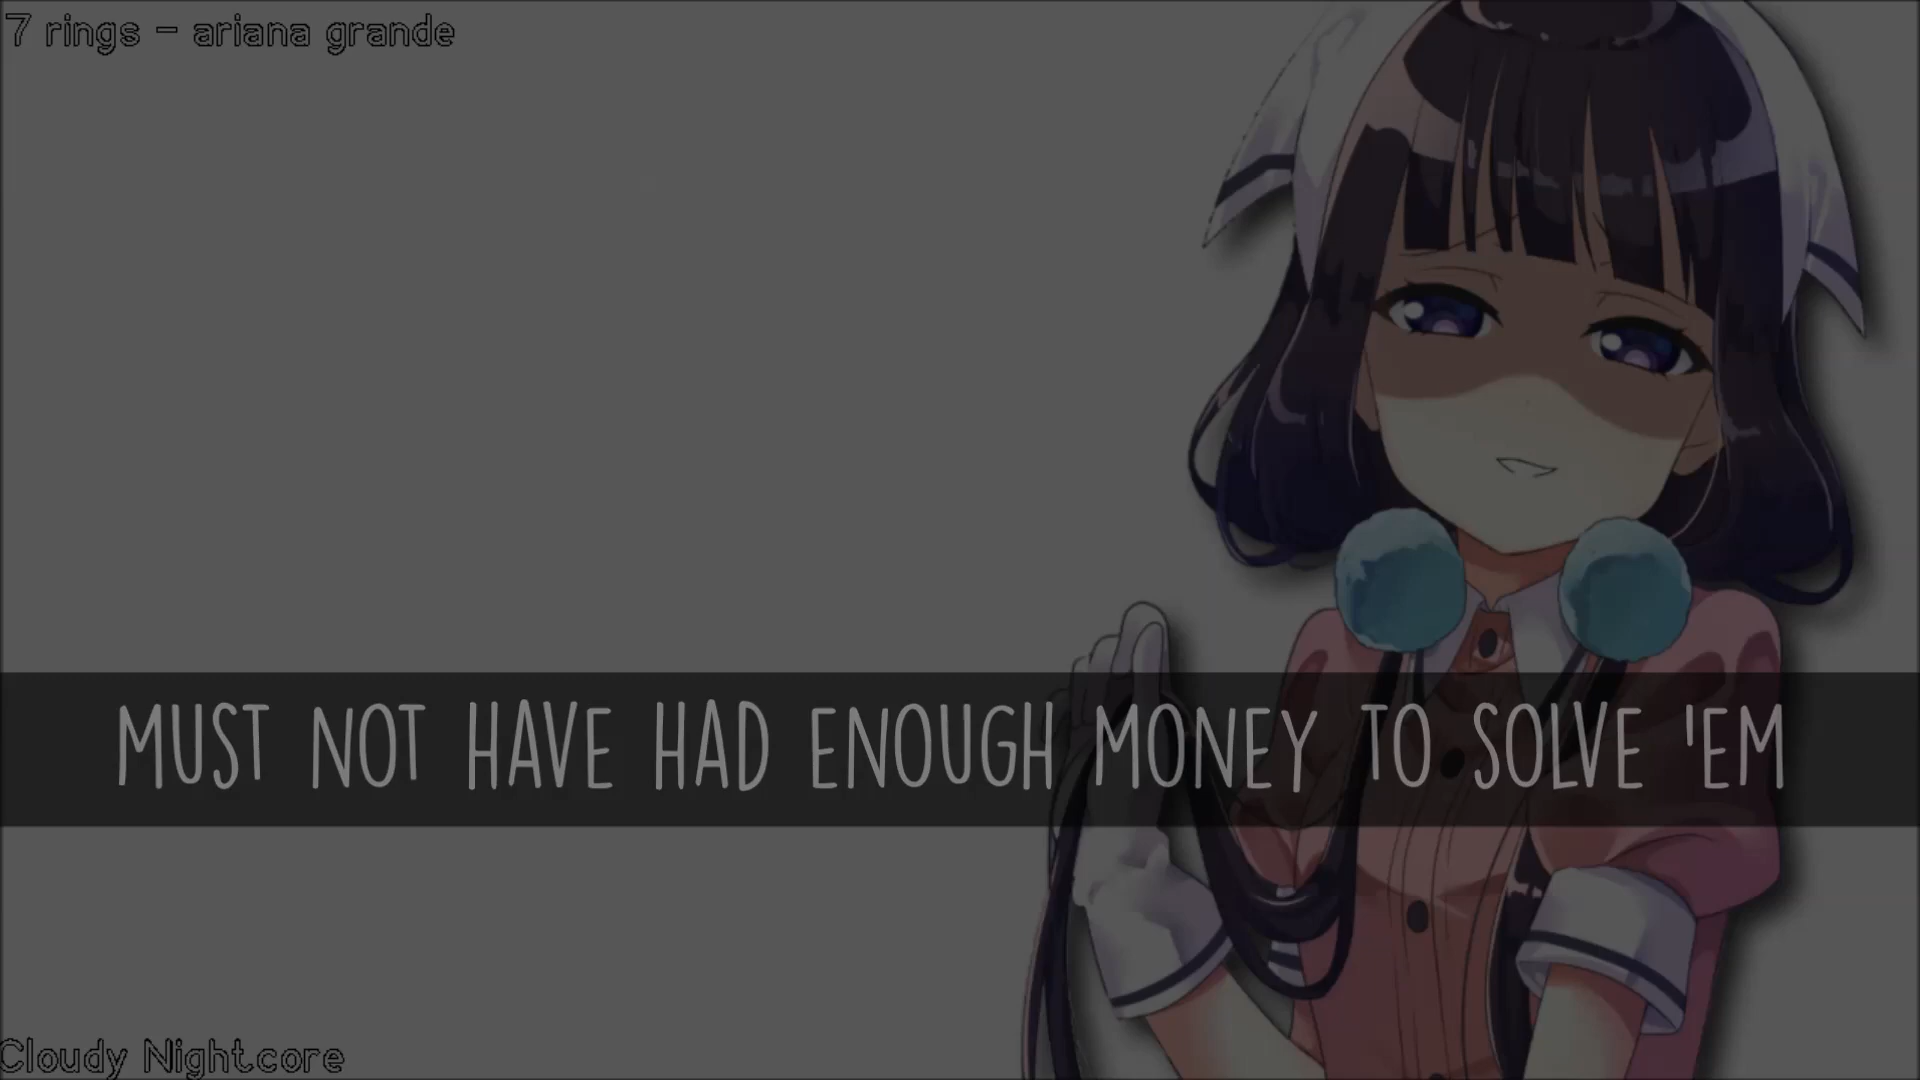 7 rings - ariana grande
MUST NOT HAVE HAD ENOUGH MONEY TO SOLVE 'EM
Cloudy Nightcore